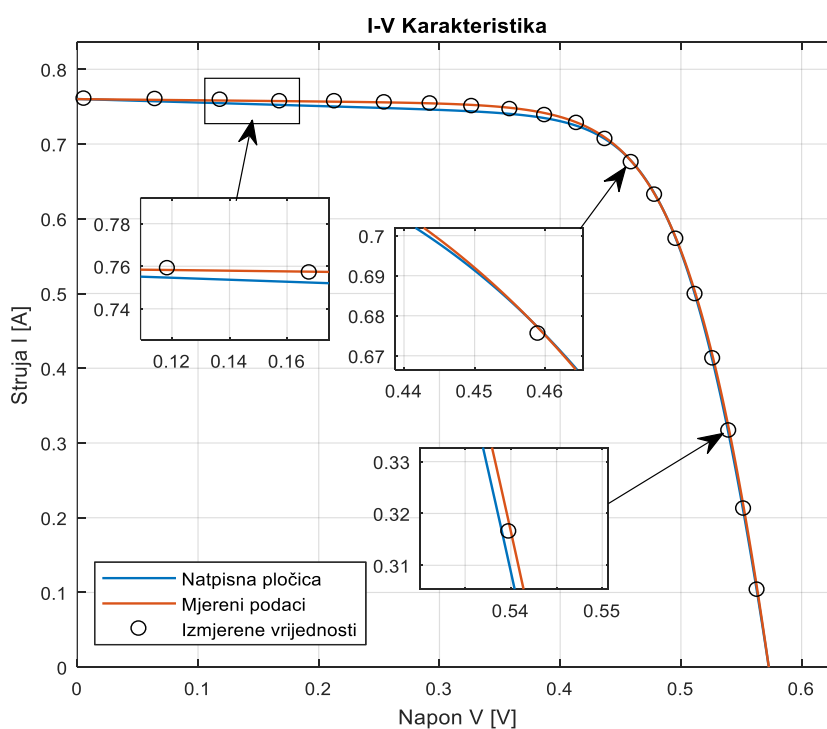 I-V Karakteristika
Struja I [A]
0.8
0.7
0.6
0.5
0.4
0.3
0.2
0.1
0
0.78
0.76
0.74
0.12 0.14 0.16
0.7
0.69
0.68
0.67
0.44 0.45 0.46
0.33
0.32
0.31
0.54 0.55
Natpisna pločica
Mjereni podaci
Izmjerene vrijednosti
0 0.1 0.2 0.3 0.4 0.5 0.6
Napon V [V]